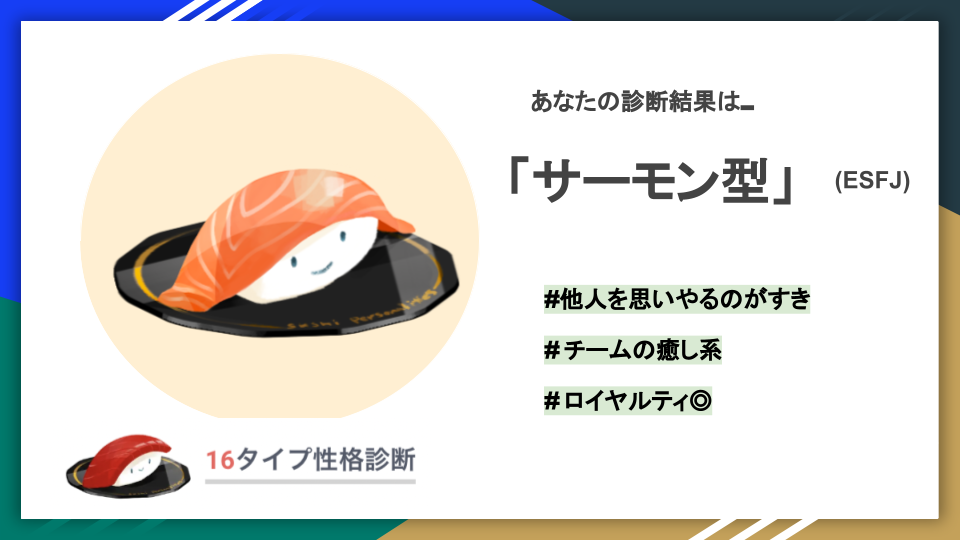 あなたの診断結果は…
「サーモン型」 (ESFJ)
#他人を思いやるのがすき
#チームの癒し系
#ロイヤルティ◎
Sushi Personalities
16タイプ性格診断